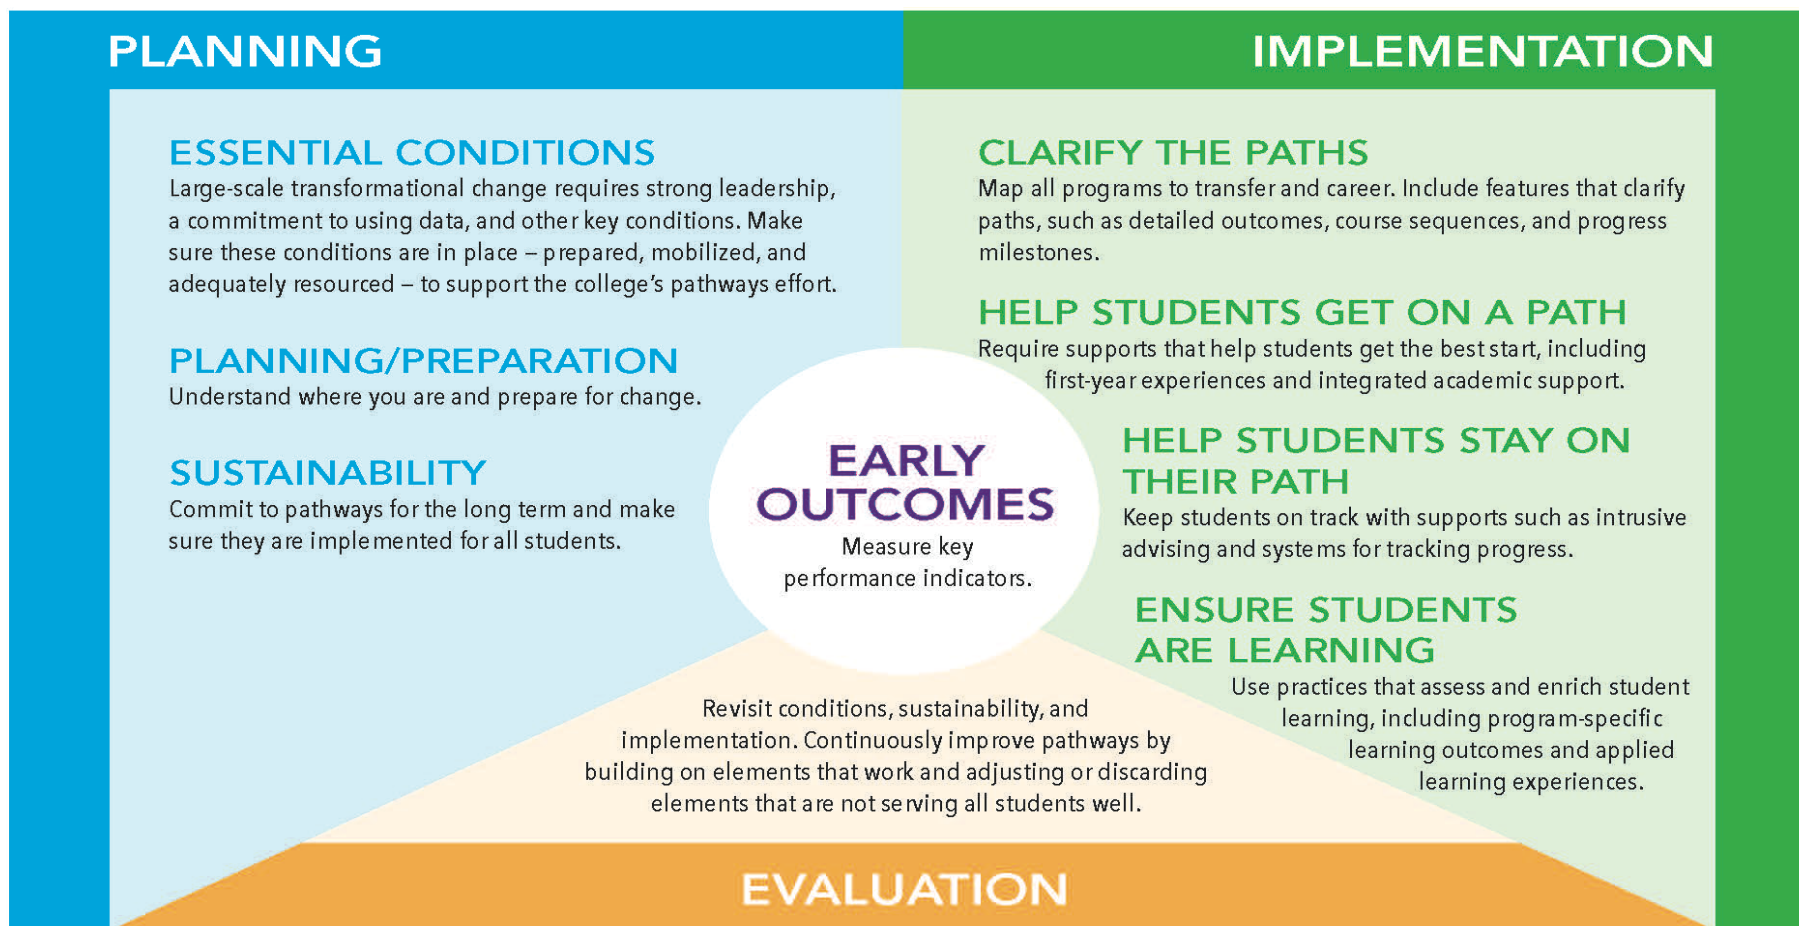 PLANNING
ESSENTIAL CONDITIONS
Large-scale transformational change requires strong leadership,
a commitment to using data, and other key conditions. Make
sure these conditions are in place – prepared, mobilized, and
adequately resourced – to support the college’s pathways effort.
PLANNING/PREPARATION
Understand where you are and prepare for change.
SUSTAINABILITY
Commit to pathways for the long term and make
sure they are implemented for all students.
IMPLEMENTATION
CLARIFY THE PATHS
Map all programs to transfer and career. Include features that clarify
paths, such as detailed outcomes, course sequences, and progress
milestones.
HELP STUDENTS GET ON A PATH
Require supports that help students get the best start, including
first-year experiences and integrated academic support.
HELP STUDENTS STAY ON
THEIR PATH
Keep students on track with supports such as intrusive
advising and systems for tracking progress.
ENSURE STUDENTS
ARE LEARNING
Use practices that assess and enrich student
learning, including program-specific
learning outcomes and applied
learning experiences.
EARLY
OUTCOMES
Measure key
performance indicators.
Revisit conditions, sustainability, and
implementation. Continuously improve pathways by
building on elements that work and adjusting or discarding
elements that are not serving all students well.
EVALUATION